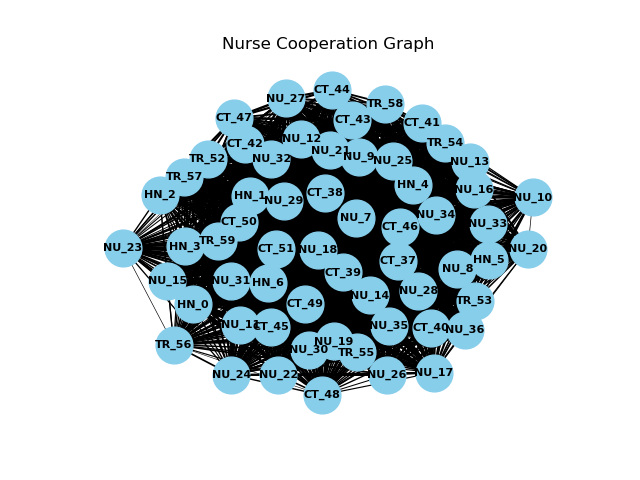 Nurse Cooperation Graph
CT_44
NU_27
TR_58
CT_47
CT_43
CT_41
NU_12
CT_42
TR_54
NU_21
NU_9
TR_52
NU_32
NU_25
NU_13
TR_57
HN_4
NU_16
HN_2
HN_1
CT_38
NU_10
NU_29
NU_34
NU_7
CT_50
NU_33
CT_46
TR_59
HN_3
NU_23
CT_51
NU_18
NU_20
HN_5
CT_37
NU_8
CT_39
NU_15
NU_31
HN_6
NU_28
NU_14
TR_53
HN_0
CT_49
NU_11
CT_45
NU_35
CT_40
NU_36
NU_19
TR_56
NU_30
TR_55
NU_24
NU_22
NU_26
NU_17
CT_48